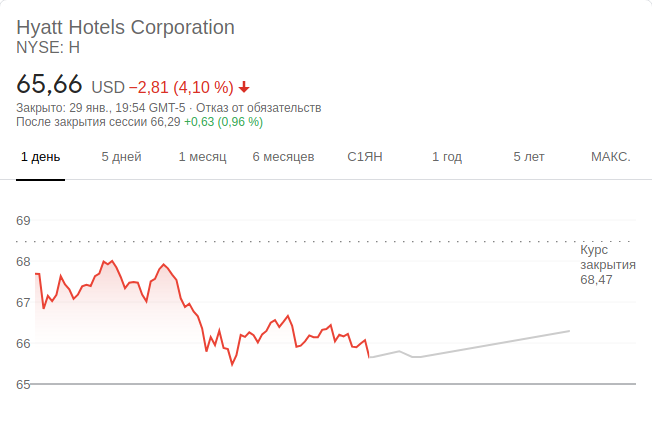 Hyatt Hotels Corporation
NYSE: H
65,66 USD −2,81 (4,10 %)
Закрыто: 29 янв., 19:54 GMT-5 · Отказ от обязательств
После закрытия сессии 66,29 +0,63 (0,96 %)
1 день 5 дней 1 месяц 6 месяцев С1ЯН 1 год 5 лет МАКС.
69
68
67
66
65
Курс
закрытия
68,47